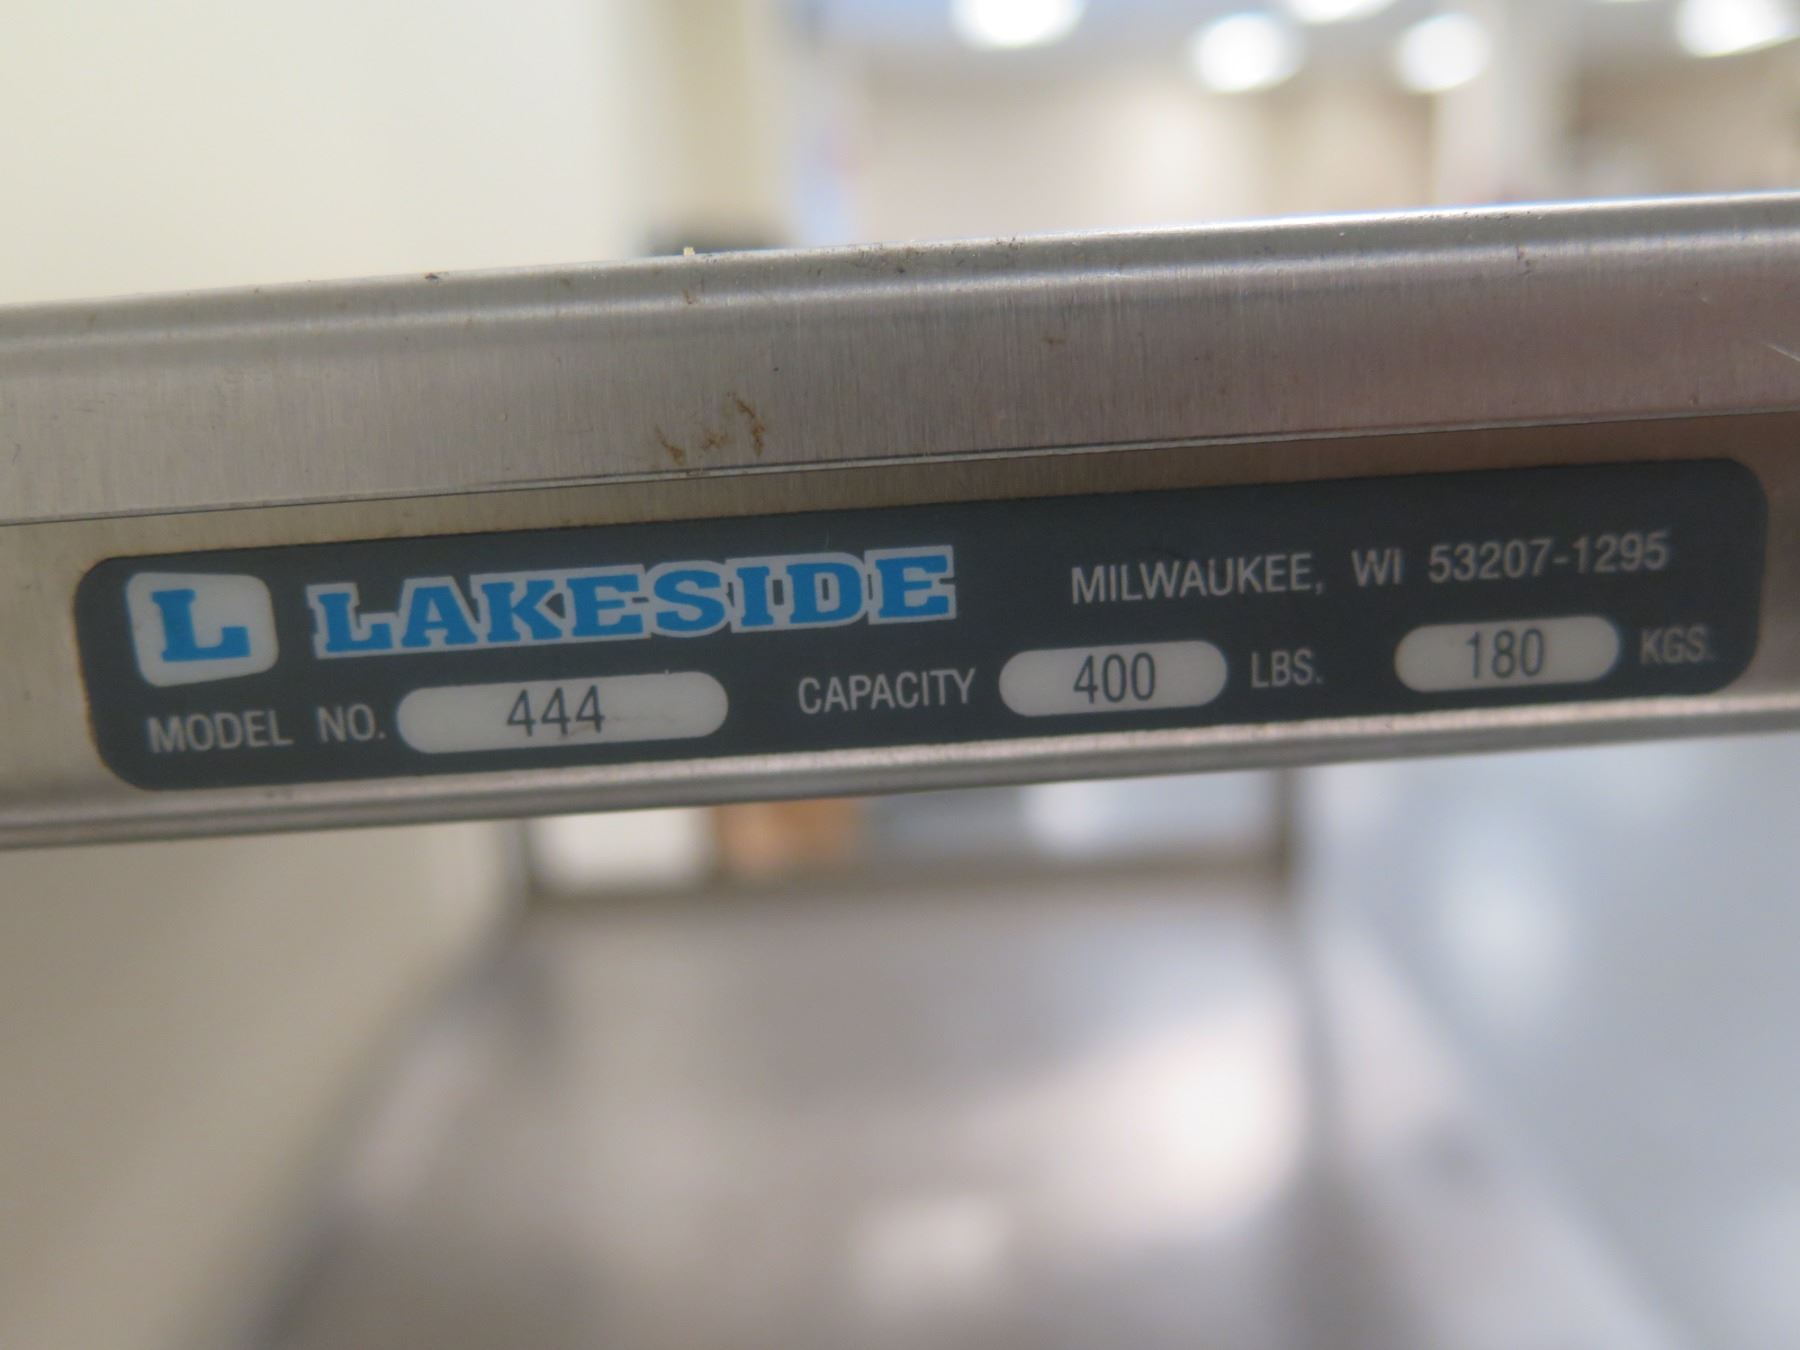 L LAKESIDE MILWAUKEE, WI 53207-1295
MODEL NO. 444 CAPACITY 400 LBS. 180 KGS.